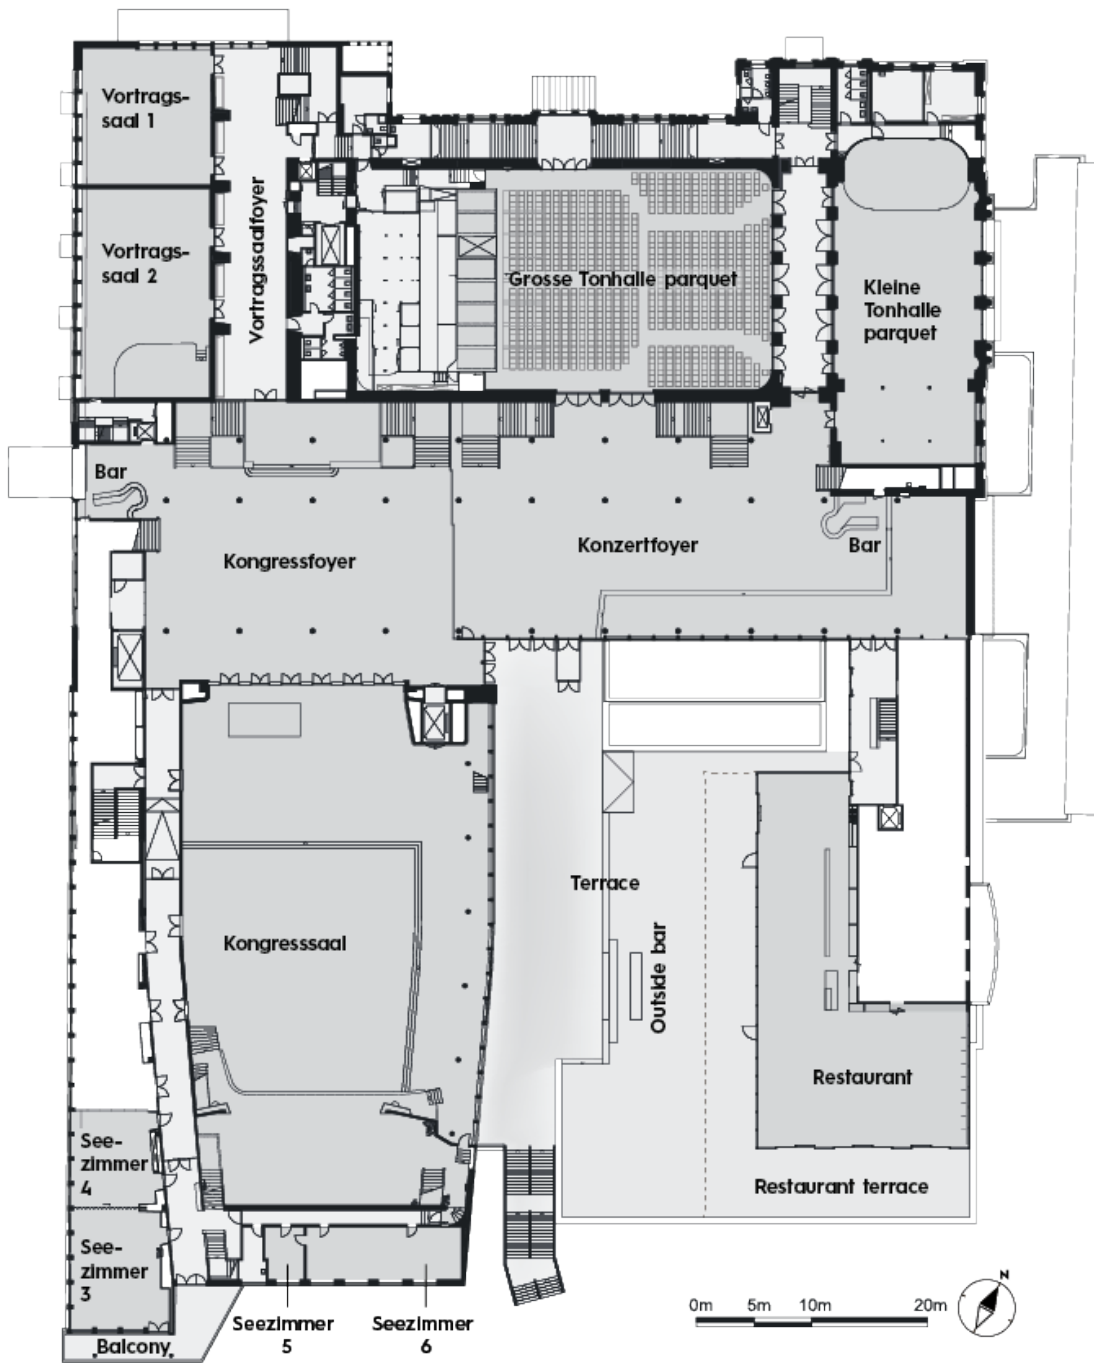 Vortrags-
saal 1
Vortrags-
saal 2
Vortragssaalfoyer
Grosse Tonhalle parquet
Kleine
Tonhalle
parquet
Bar
Kongressfoyer
Konzertfoyer
Bar
Kongresssaal
Terrace
Outside bar
Restaurant
Restaurant terrace
See-
zimmer
4
See-
zimmer
3
Balcony
Seezimmer
5
Seezimmer
6
0m 5m 10m 20m
N